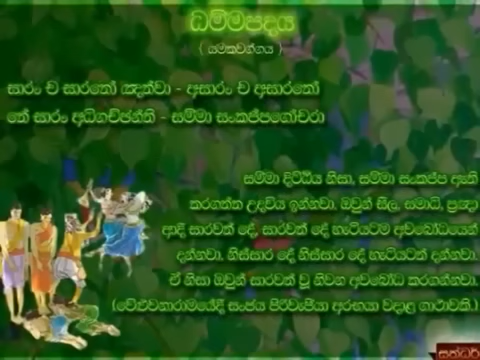 ධම්මපදය
( යමකවග්ගය )
සාරං ච සාරතෝ ඤත්වා - අසාරං ච අසාරතෝ
තේ සාරං අධිගච්ඡන්ති - සම්මා සංකප්පගෝචරා
සම්මා දිට්ඨිය නිසා, සම්මා සංකප්ප ඇති
කරගන්න උදවිය ඉන්නවා. ඔවුන් සීල, සමාධි, ප්‍රඥා
ආදී සාරවත් දේ, සාරවත් දේ හැටියටම අවබෝධයෙන්
දන්නවා. නිස්සාර දේ නිස්සාර දේ හැටියටත් දන්නවා.
ඒ නිසා ඔවුන් සාරවත් වූ නිවන අවබෝධ කරගන්නවා.
(වේළුවනාරාමයේදී සංජය පිරිවැජියා අරභයා වදාළ ගාථාවකි.)